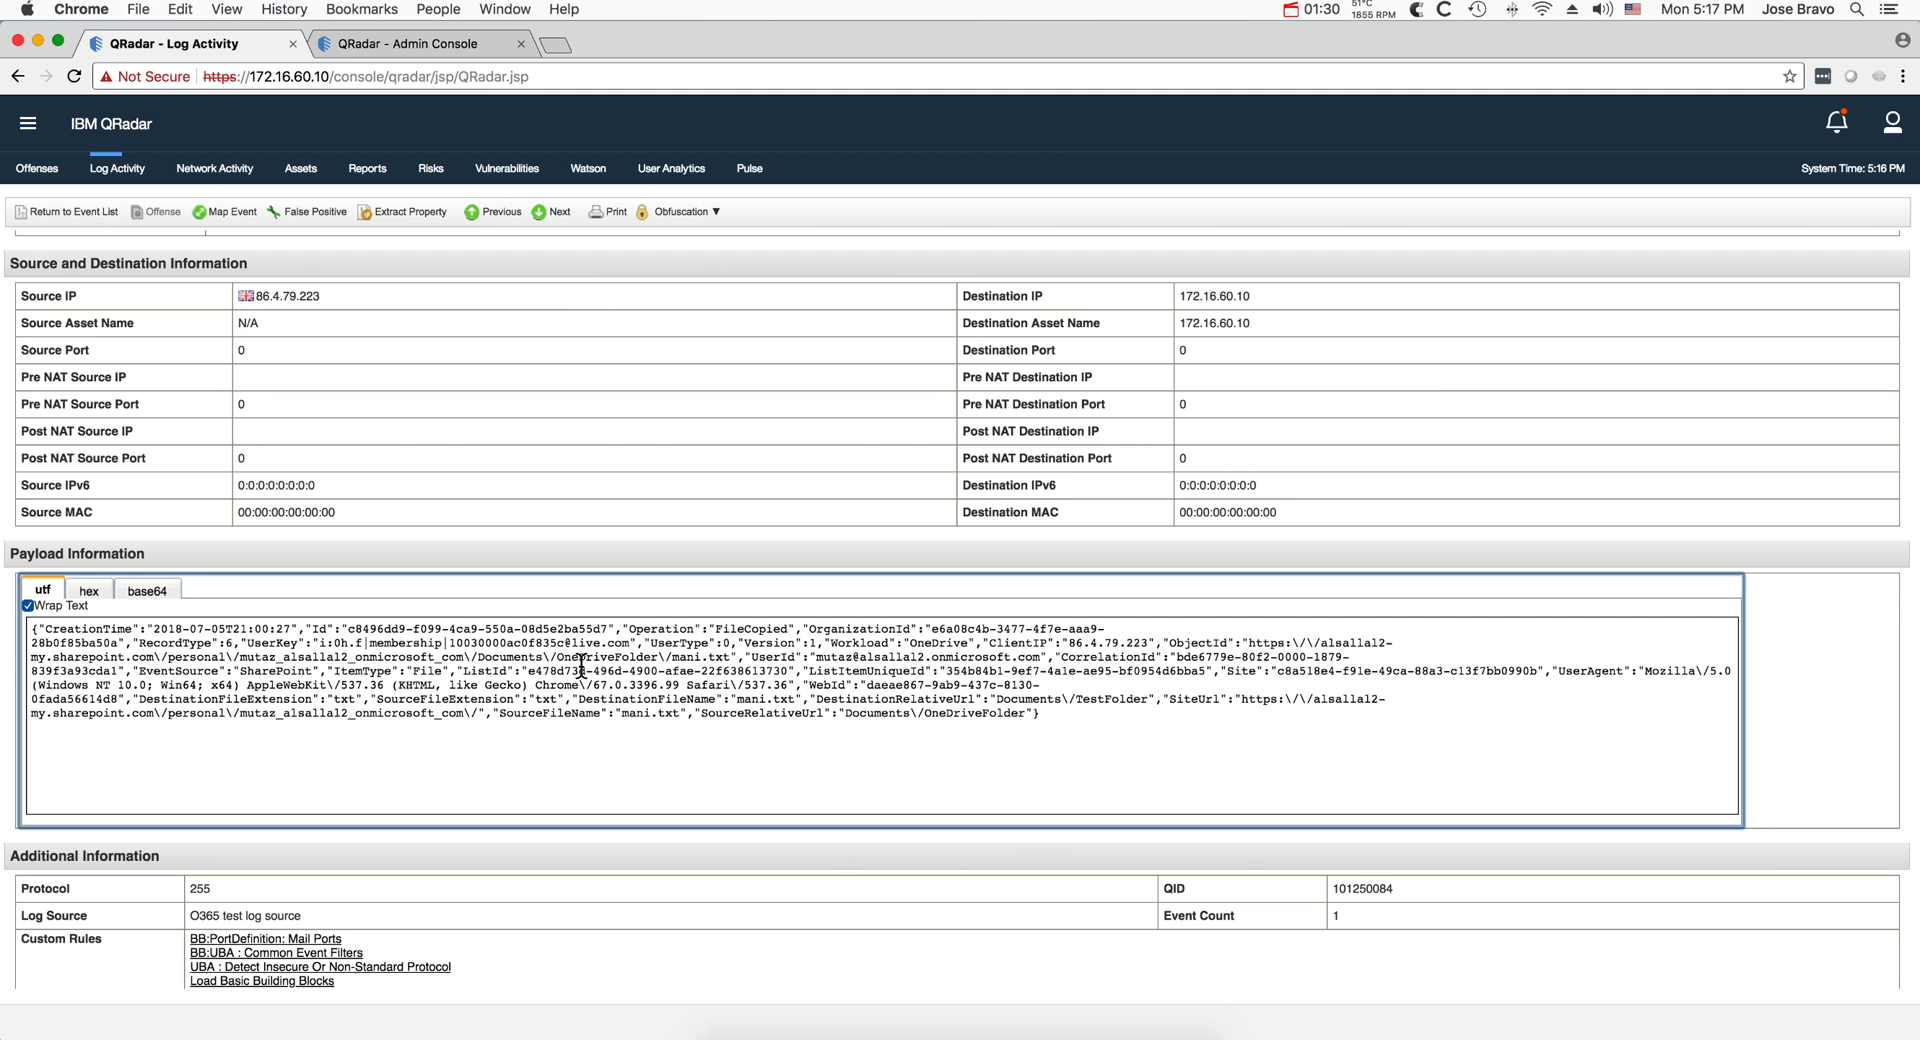 Chrome File Edit View History Bookmarks People Window Help 01:30 51°C 1855 RPM Mon 5:17 PM Jose Bravo
QRadar - Log Activity QRadar - Admin Console
Not Secure https://172.16.60.10/console/qradar/jsp/QRadar.jsp
IBM QRadar
Offenses Log Activity Network Activity Assets Reports Risks Vulnerabilities Watson User Analytics Pulse System Time: 5:16 PM
Return to Event List Offense Map Event False Positive Extract Property Previous Next Print Obfuscation ▼
Source and Destination Information
Source IP 86.4.79.223 Destination IP 172.16.60.10
Source Asset Name N/A Destination Asset Name 172.16.60.10
Source Port 0 Destination Port 0
Pre NAT Source IP Pre NAT Destination IP
Pre NAT Source Port 0 Pre NAT Destination Port 0
Post NAT Source IP Post NAT Destination IP
Post NAT Source Port 0 Post NAT Destination Port 0
Source IPv6 0:0:0:0:0:0:0:0 Destination IPv6 0:0:0:0:0:0:0:0
Source MAC 00:00:00:00:00:00 Destination MAC 00:00:00:00:00:00
Payload Information
utf hex base64
Wrap Text
{"CreationTime":"2018-07-05T21:00:27","Id":"c8496dd9-f099-4ca9-550a-08d5e2ba55d7","Operation":"FileCopied","OrganizationId":"e6a08c4b-3477-4f7e-aaa9-
28b0f85ba50a","RecordType":6,"UserKey":"i:0h.f|membership|10030000ac0f835c@live.com","UserType":0,"Version":1,"Workload":"OneDrive","ClientIP":"86.4.79.223","ObjectId":"https:\/\/alsallal2-
my.sharepoint.com\/personal\/mutaz_alsallal2_onmicrosoft_com\/Documents\/OneDriveFolder\/mani.txt","UserId":"mutaz@alsallal2.onmicrosoft.com","CorrelationId":"bde6779e-80f2-0000-1879-
839f3a93cda1","EventSource":"SharePoint","ItemType":"File","ListId":"e478d73-496d-4900-afae-22f638613730","ListItemUniqueId":"354b84b1-9ef7-4a1e-ae95-bf0954d6bba5","Site":"c8a518e4-f91e-49ca-88a3-c13f7bb0990b","UserAgent":"Mozilla\/5.0
(Windows NT 10.0; Win64; x64) AppleWebKit\/537.36 (KHTML, like Gecko) Chrome\/67.0.3396.99 Safari\/537.36","WebId":"daeae867-9ab9-437c-8130-
0fada56614d8","DestinationFileExtension":"txt","SourceFileExtension":"txt","DestinationFileName":"mani.txt","DestinationRelativeUrl":"Documents\/TestFolder","SiteUrl":"https:\/\/alsallal2-
my.sharepoint.com\/personal\/mutaz_alsallal2_onmicrosoft_com\/","SourceFileName":"mani.txt","SourceRelativeUrl":"Documents\/OneDriveFolder"}
Additional Information
Protocol 255 QID 101250084
Log Source O365 test log source Event Count 1
Custom Rules BB:PortDefinition: Mail Ports
BB:UBA : Common Event Filters
UBA : Detect Insecure Or Non-Standard Protocol
Load Basic Building Blocks